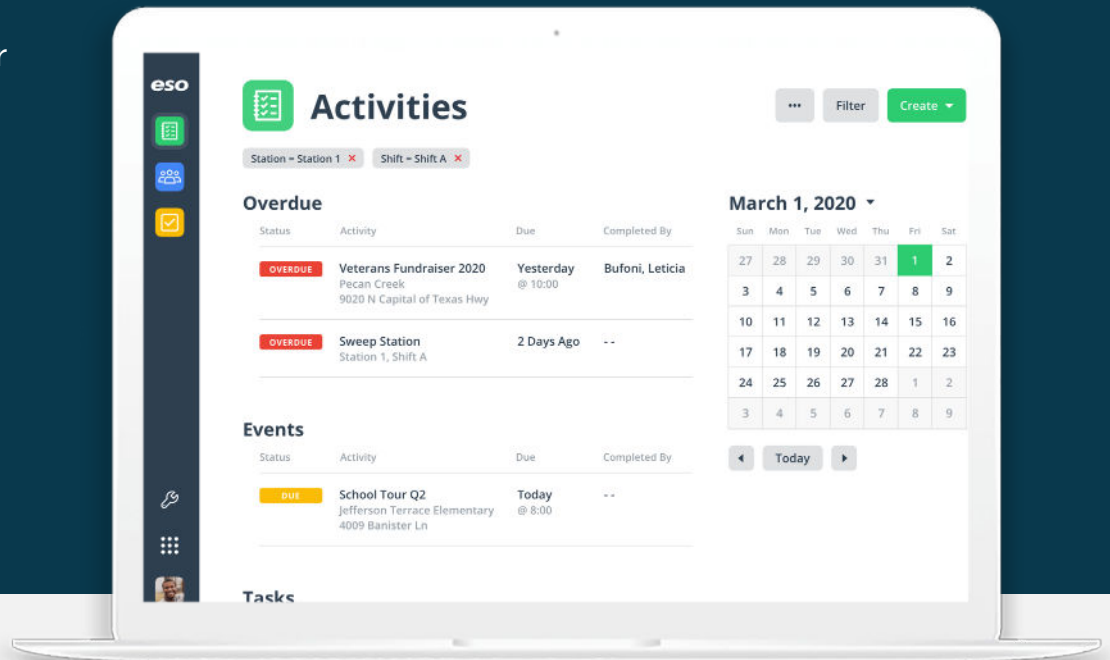 r
eso
Activities
•••
Filter
Create
Station = Station 1 ×
Shift = Shift A ×
Overdue
Status Activity Due Completed By
OVERDUE Veterans Fundraiser 2020 Yesterday Bufoni, Leticia
Pecan Creek @ 10:00
9020 N Capital of Texas Hwy
OVERDUE Sweep Station 2 Days Ago - -
Station 1, Shift A
Events
Status Activity Due Completed By
DUE School Tour Q2 Today - -
Jefferson Terrace Elementary @ 8:00
4009 Banister Ln
Tasks
March 1, 2020
Sun Mon Tue Wed Thu Fri Sat
27 28 29 30 31 1 2
3 4 5 6 7 8 9
10 11 12 13 14 15 16
17 18 19 20 21 22 23
24 25 26 27 28 1 2
3 4 5 6 7 8 9
Today